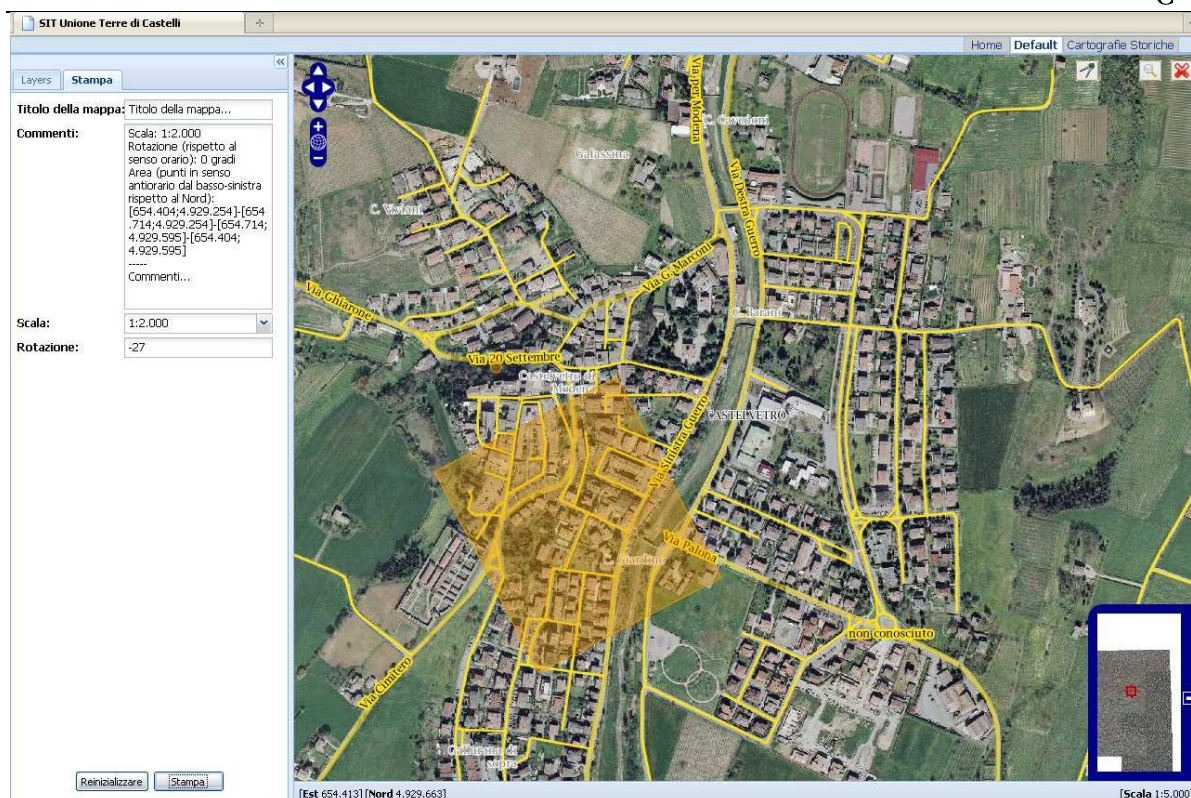 SIT Unione Terre di Castelli
Home Default Cartografie Storiche
Layers Stampa
Titolo della mappa: Titolo della mappa...
Commenti:
Scala: 1:2.000
Rotazione (rispetto al
senso orario): 0 gradi
Area (punti in senso
antiorario dal basso-sinistra
rispetto al Nord):
[654.404;4.929.254]-[654
.714;4.929.254]-[654.714;
4.929.595]-[654.404;
4.929.595]
-----
Commenti...
Scala: 1:2.000
Rotazione: -27
Reinizializzare Stampa
Via per Modena
C. Cavedoni
Galassina
Via Destra Guerro
C. Viviani
Via G. Marconi
Via Ghiarone
C. Baratti
Via 20 Settembre
Castelvetro di
Modena
CASTELVETRO
Via Sinistra Guerro
Via Palona
C. Giardino
non conosciuto
Via Cimitero
sopra
[Est 654.413] [Nord 4.929.663]
[Scala 1:5.000]